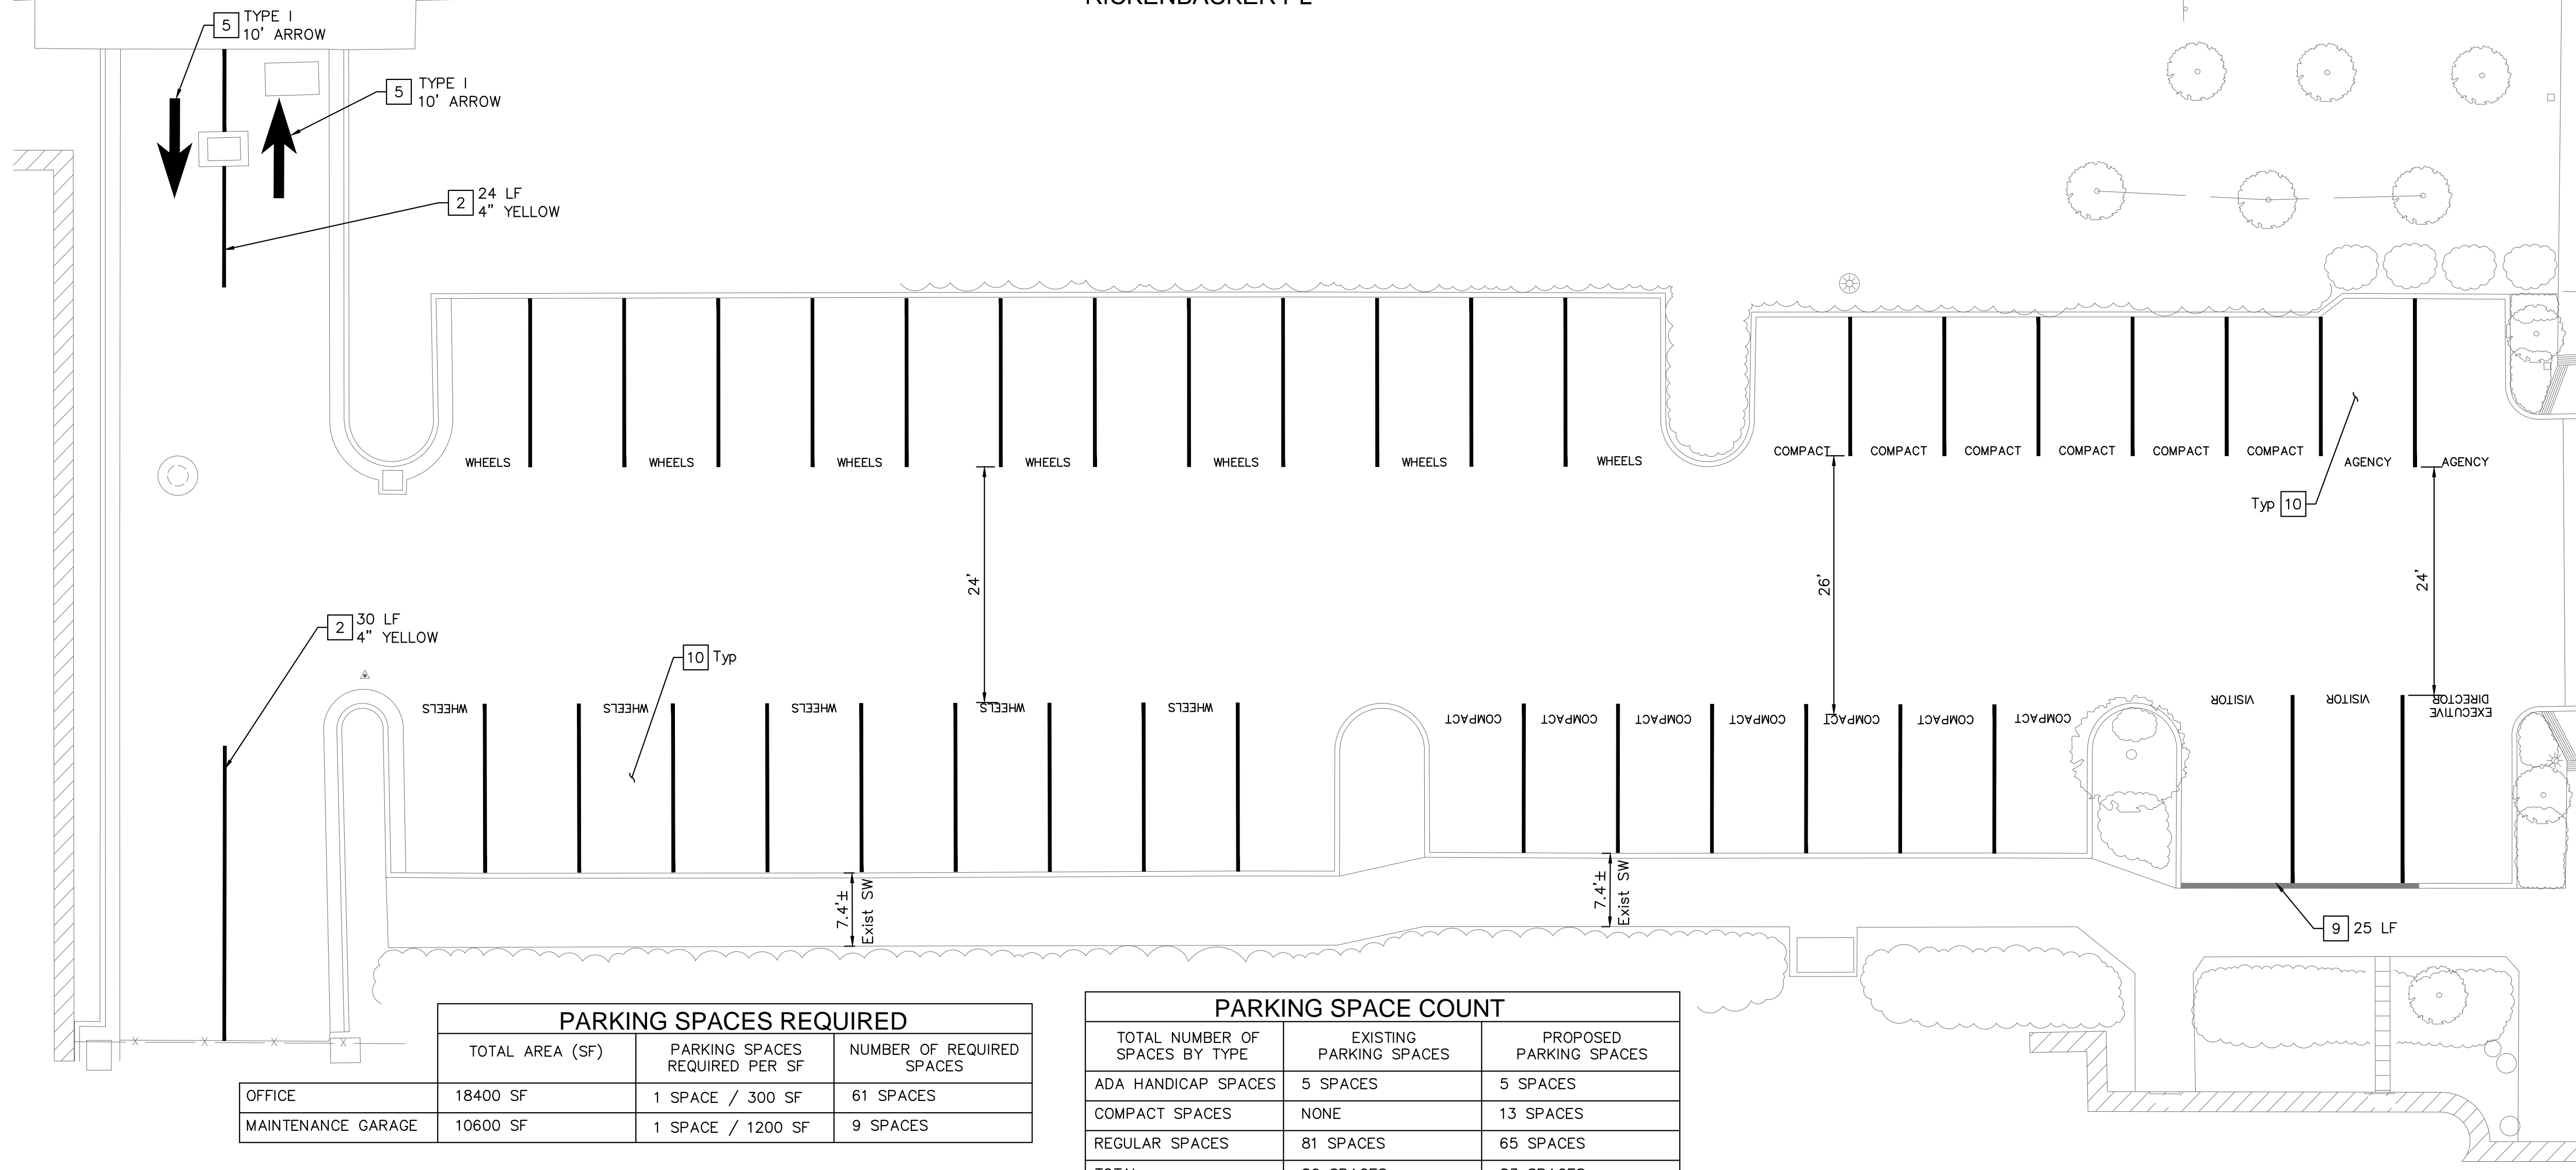 5
TYPE I
10' ARROW
5
TYPE I
10' ARROW
2
24 LF
4" YELLOW
WHEELS
WHEELS
WHEELS
WHEELS
WHEELS
WHEELS
WHEELS
COMPACT
COMPACT
COMPACT
COMPACT
COMPACT
COMPACT
AGENCY
AGENCY
Typ 10
24'
26'
24'
2
30 LF
4" YELLOW
10 Typ
WHEELS
WHEELS
WHEELS
WHEELS
WHEELS
COMPACT
COMPACT
COMPACT
COMPACT
COMPACT
COMPACT
COMPACT
VISITOR
VISITOR
EXECUTIVE
DIRECTOR
7.4'±
Exist SW
7.4'±
Exist SW
9 25 LF
X X X X
PARKING SPACES REQUIRED
TOTAL AREA (SF)
PARKING SPACES
REQUIRED PER SF
NUMBER OF REQUIRED
SPACES
OFFICE 18400 SF 1 SPACE / 300 SF 61 SPACES
MAINTENANCE GARAGE 10600 SF 1 SPACE / 1200 SF 9 SPACES
PARKING SPACE COUNT
TOTAL NUMBER OF
SPACES BY TYPE
EXISTING
PARKING SPACES
PROPOSED
PARKING SPACES
ADA HANDICAP SPACES 5 SPACES 5 SPACES
COMPACT SPACES NONE 13 SPACES
REGULAR SPACES 81 SPACES 65 SPACES